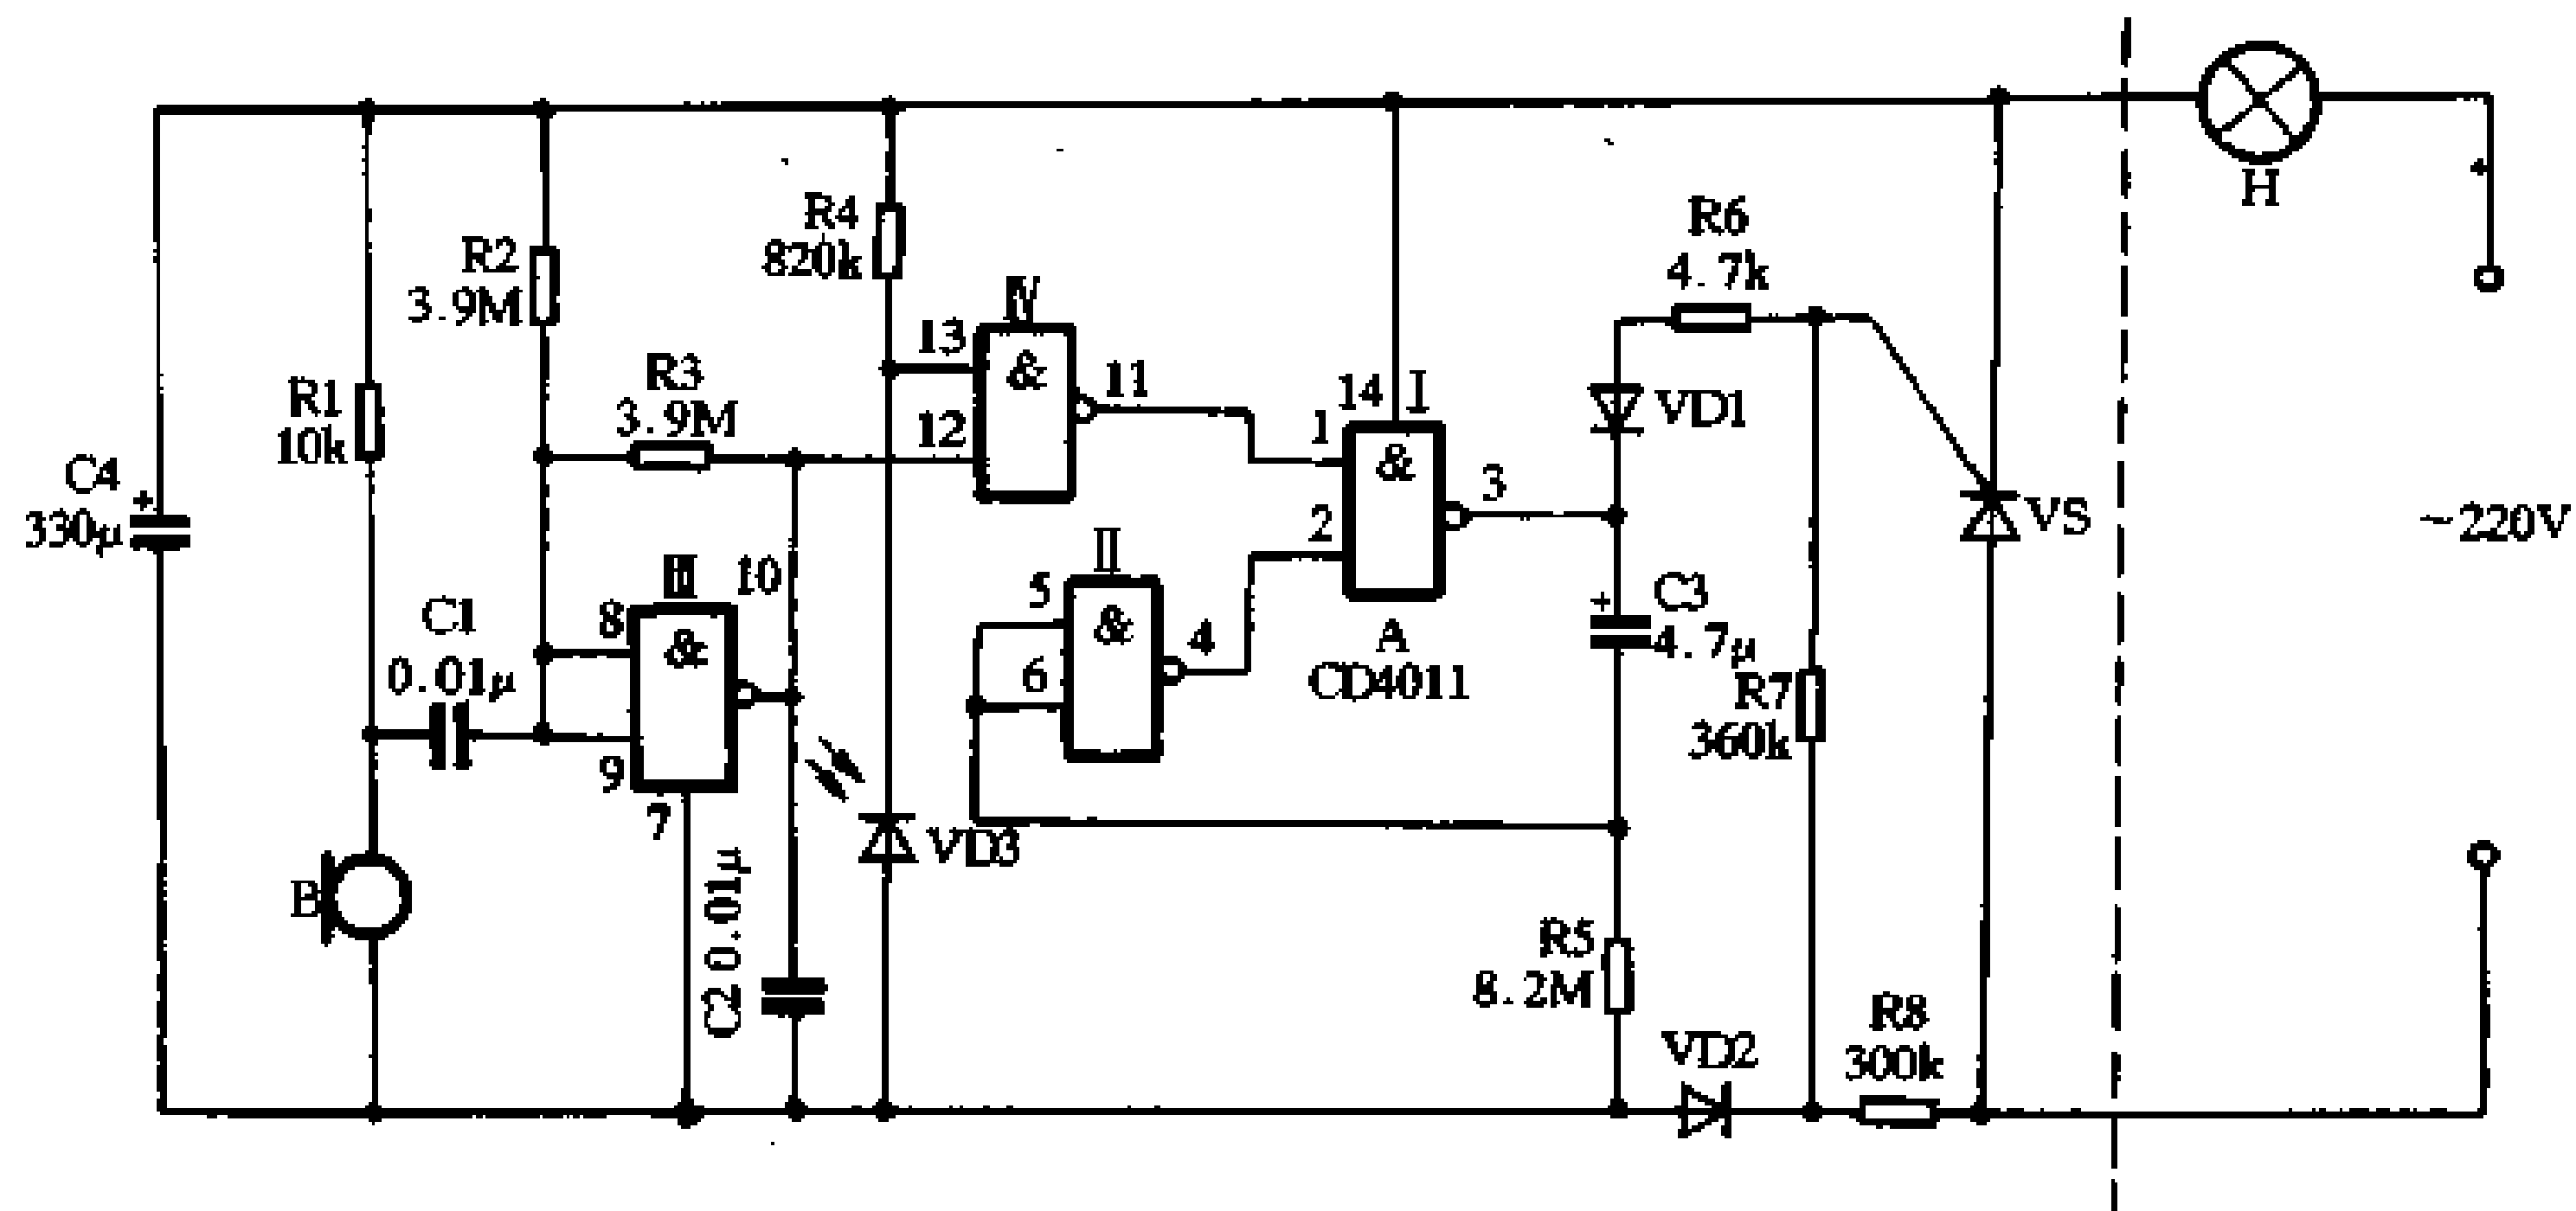 H
R4
820k
R6
4.7k
R2
3.9M
Ⅳ
13
&
11
12
R3
3.9M
R1
10k
14
Ⅰ
1
&
2
3
VD1
C4
+
330μ
VS
~220V
Ⅲ
10
8
&
9
7
Ⅱ
5
&
6
4
A
CD4011
+
C3
4.7μ
C1
0.01μ
R7
360k
B
VD3
C2 0.01μ
R5
8.2M
VD2
R8
300k